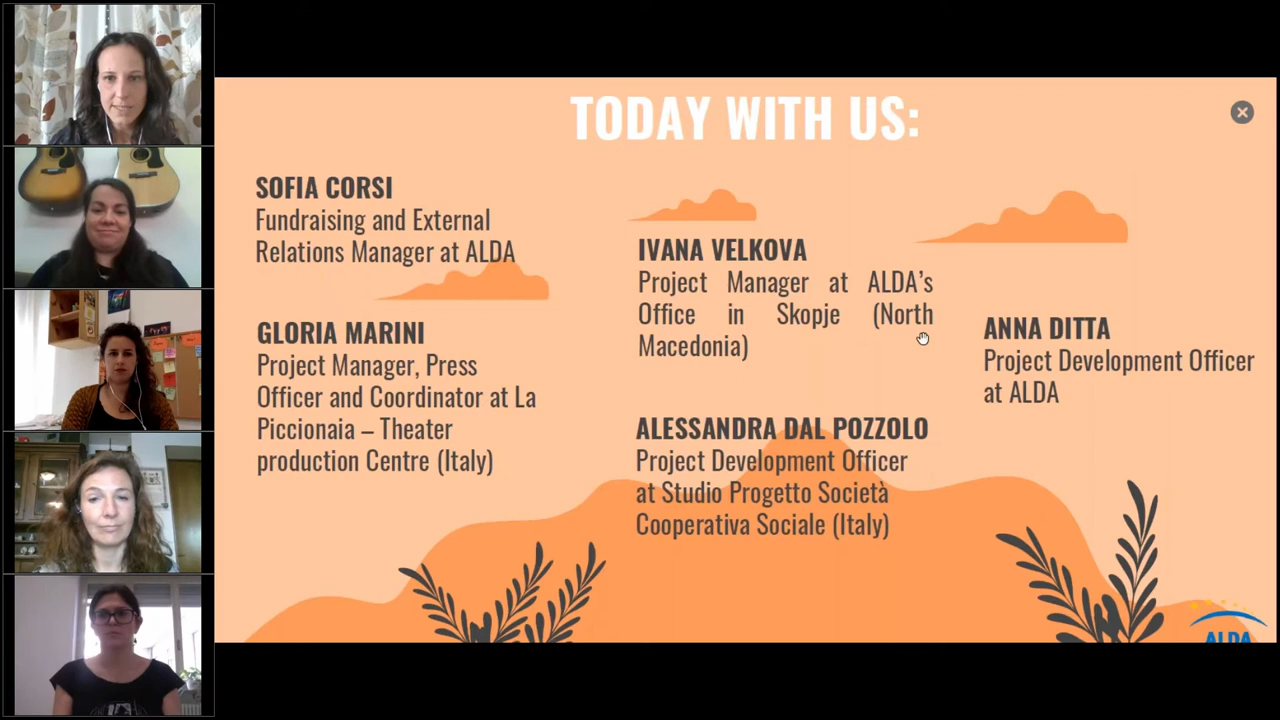 TODAY WITH US:
SOFIA CORSI
Fundraising and External
Relations Manager at ALDA
GLORIA MARINI
Project Manager, Press
Officer and Coordinator at La
Piccionaia – Theater
production Centre (Italy)
IVANA VELKOVA
Project Manager at ALDA’s
Office in Skopje (North
Macedonia)
ALESSANDRA DAL POZZOLO
Project Development Officer
at Studio Progetto Società
Cooperativa Sociale (Italy)
ANNA DITTA
Project Development Officer
at ALDA
ALDA